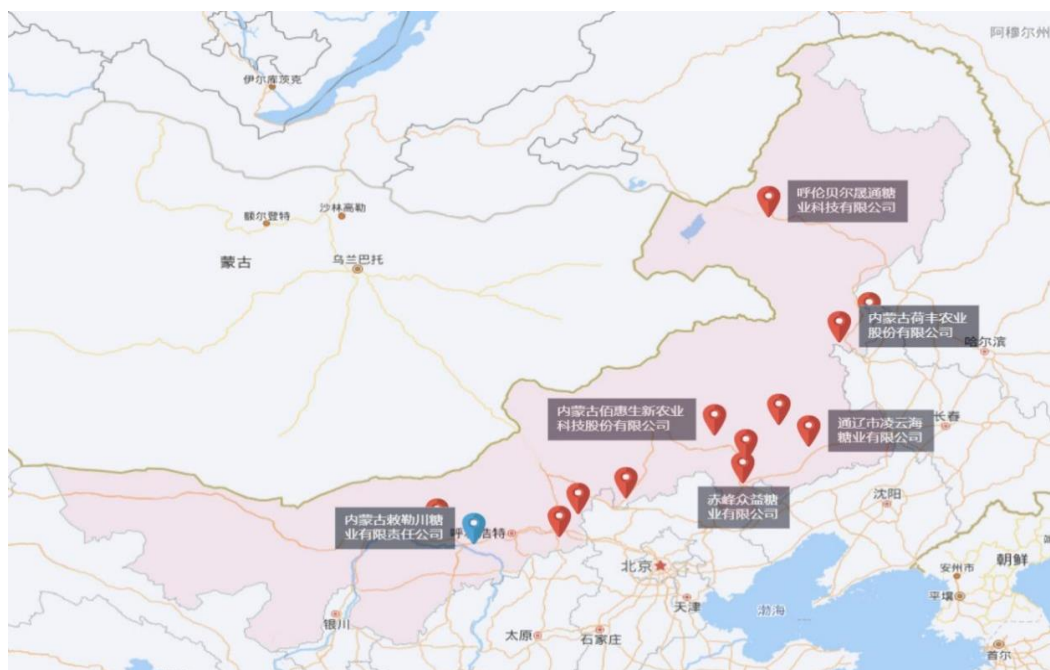 阿穆尔州
伊尔库茨克
呼伦贝尔晟通糖
业科技有限公司
额尔登特
沙林高勒
蒙古
乌兰巴托
内蒙古荷丰农业
股份有限公司
哈尔滨
内蒙古佰惠生新农业
科技股份有限公司
通辽市凌云海
糖业有限公司
长春
赤峰众益糖
业有限公司
沈阳
内蒙古敕勒川糖
业有限责任公司
呼
浩特
北京
朝鲜
安州市
平壤
天津
渤海
银川
太原
石家庄
首尔